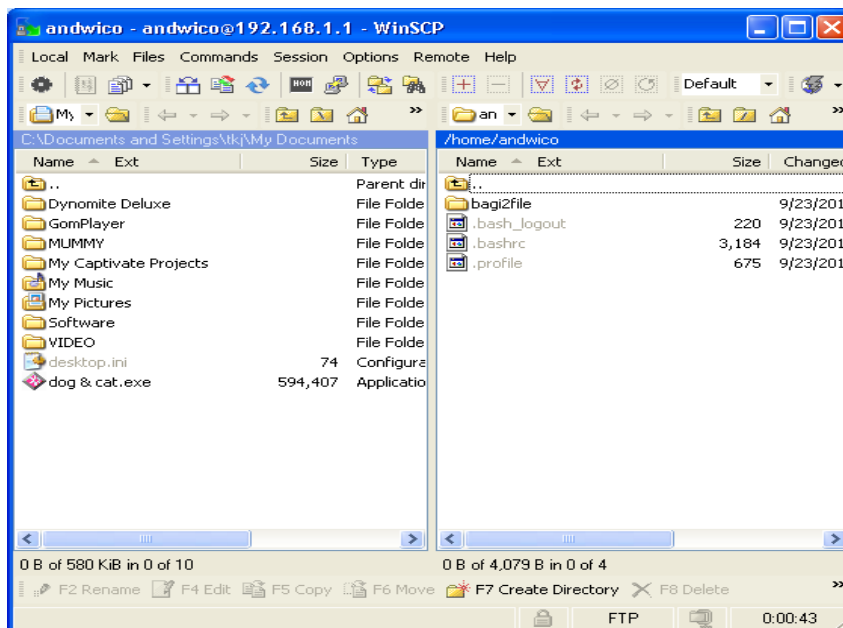 andwico - andwico@192.168.1.1 - WinSCP
Local Mark Files Commands Session Options Remote Help
Default
My an
C:\Documents and Settings\tkj\My Documents /home/andwico
Name Ext Size Type Name Ext Size Changed
.. Parent dir ..
Dynomite Deluxe File Folde bagi2file 9/23/201
GomPlayer File Folde .bash_logout 220 9/23/201
MUMMY File Folde .bashrc 3,184 9/23/201
My Captivate Projects File Folde .profile 675 9/23/201
My Music File Folde
My Pictures File Folde
Software File Folde
VIDEO File Folde
desktop.ini 74 Configura
dog & cat.exe 594,407 Applicatio
0 B of 580 KiB in 0 of 10 0 B of 4,079 B in 0 of 4
F2 Rename F4 Edit F5 Copy F6 Move F7 Create Directory F8 Delete
FTP 0:00:43